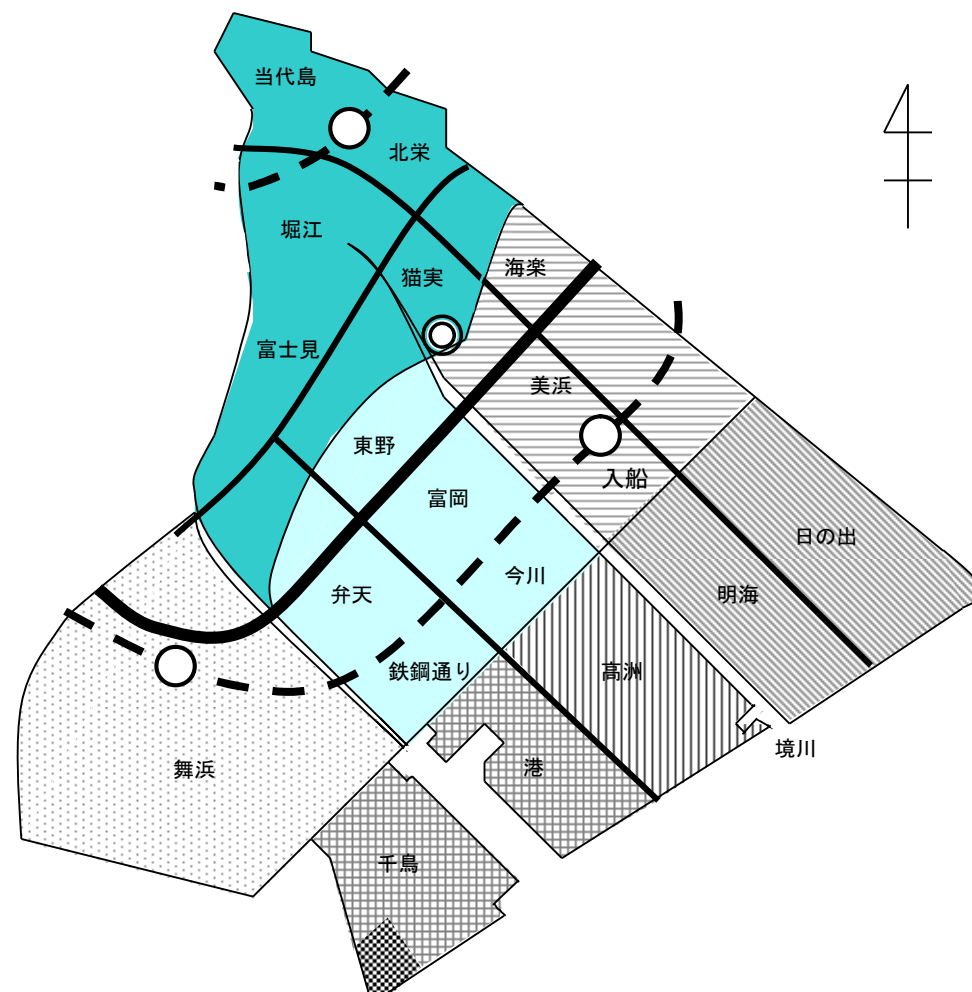 当代島
北栄
堀江
猫実
海楽
富士見
美浜
東野
入船
富岡
日の出
今川
弁天
明海
鉄鋼通り
高洲
境川
舞浜
港
千鳥